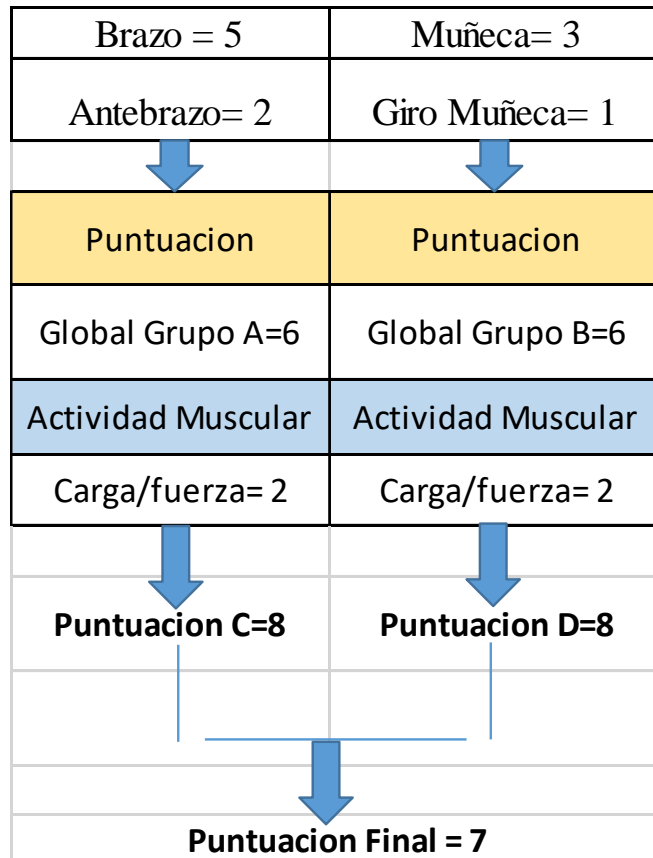 Brazo = 5
Muñeca= 3
Antebrazo= 2
Giro Muñeca= 1
Puntuacion
Puntuacion
Global Grupo A=6
Global Grupo B=6
Actividad Muscular
Actividad Muscular
Carga/fuerza= 2
Carga/fuerza= 2
Puntuacion C=8
Puntuacion D=8
Puntuacion Final = 7